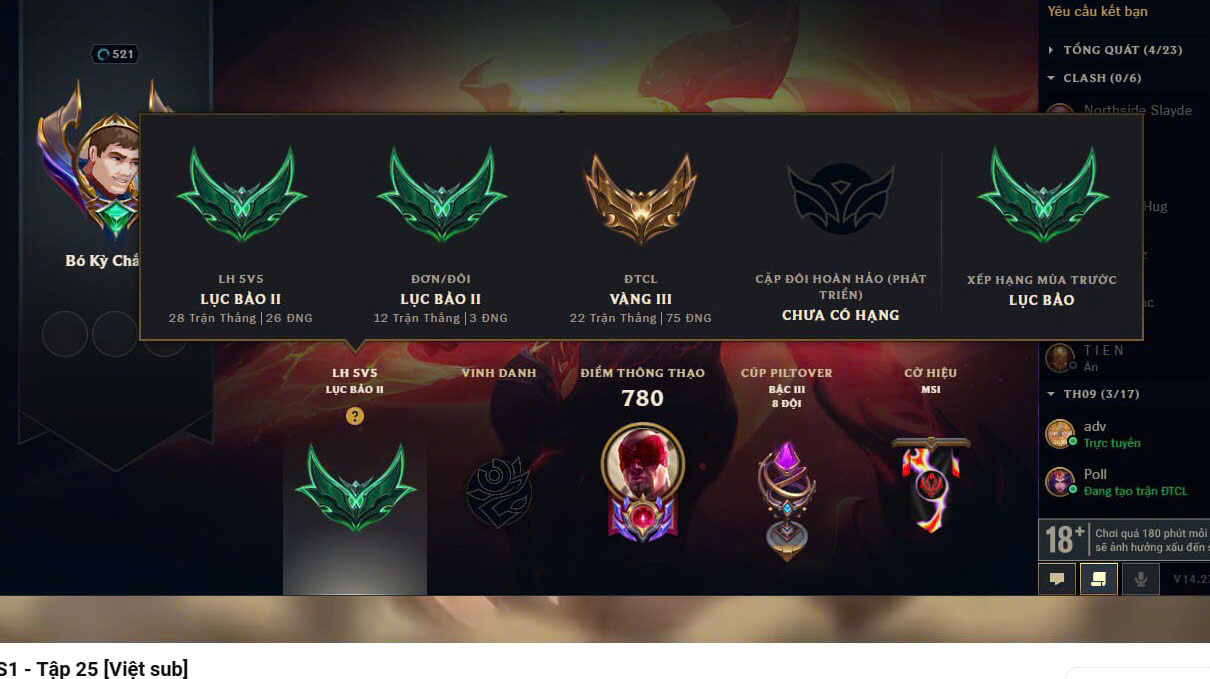 Yêu cầu kết bạn
521
TỔNG QUÁT (4/23)
CLASH (0/6)
Northside Slayde
Hug
Bó Kỳ Chấ
LH 5V5
LỤC BẢO II
28 Trận Thắng | 26 ĐNG
ĐƠN/ĐÔI
LỤC BẢO II
12 Trận Thắng | 3 ĐNG
ĐTCL
VÀNG III
22 Trận Thắng | 75 ĐNG
CẶP ĐÔI HOÀN HẢO (PHÁT
TRIỂN)
CHƯA CÓ HẠNG
XẾP HẠNG MÙA TRƯỚC
LỤC BẢO
LH 5V5
LỤC BẢO II
?
VINH DANH
ĐIỂM THÔNG THẠO
780
CÚP PILTOVER
BẬC III
8 ĐỘI
CỜ HIỆU
MSI
TIEN
Ẩn
TH09 (3/17)
adv
Trực tuyến
Poll
Đang tạo trận ĐTCL
18+
Chơi quá 180 phút mỗi
sẽ ảnh hưởng xấu đến s
V14.2
S1 - Tập 25 [Việt sub]